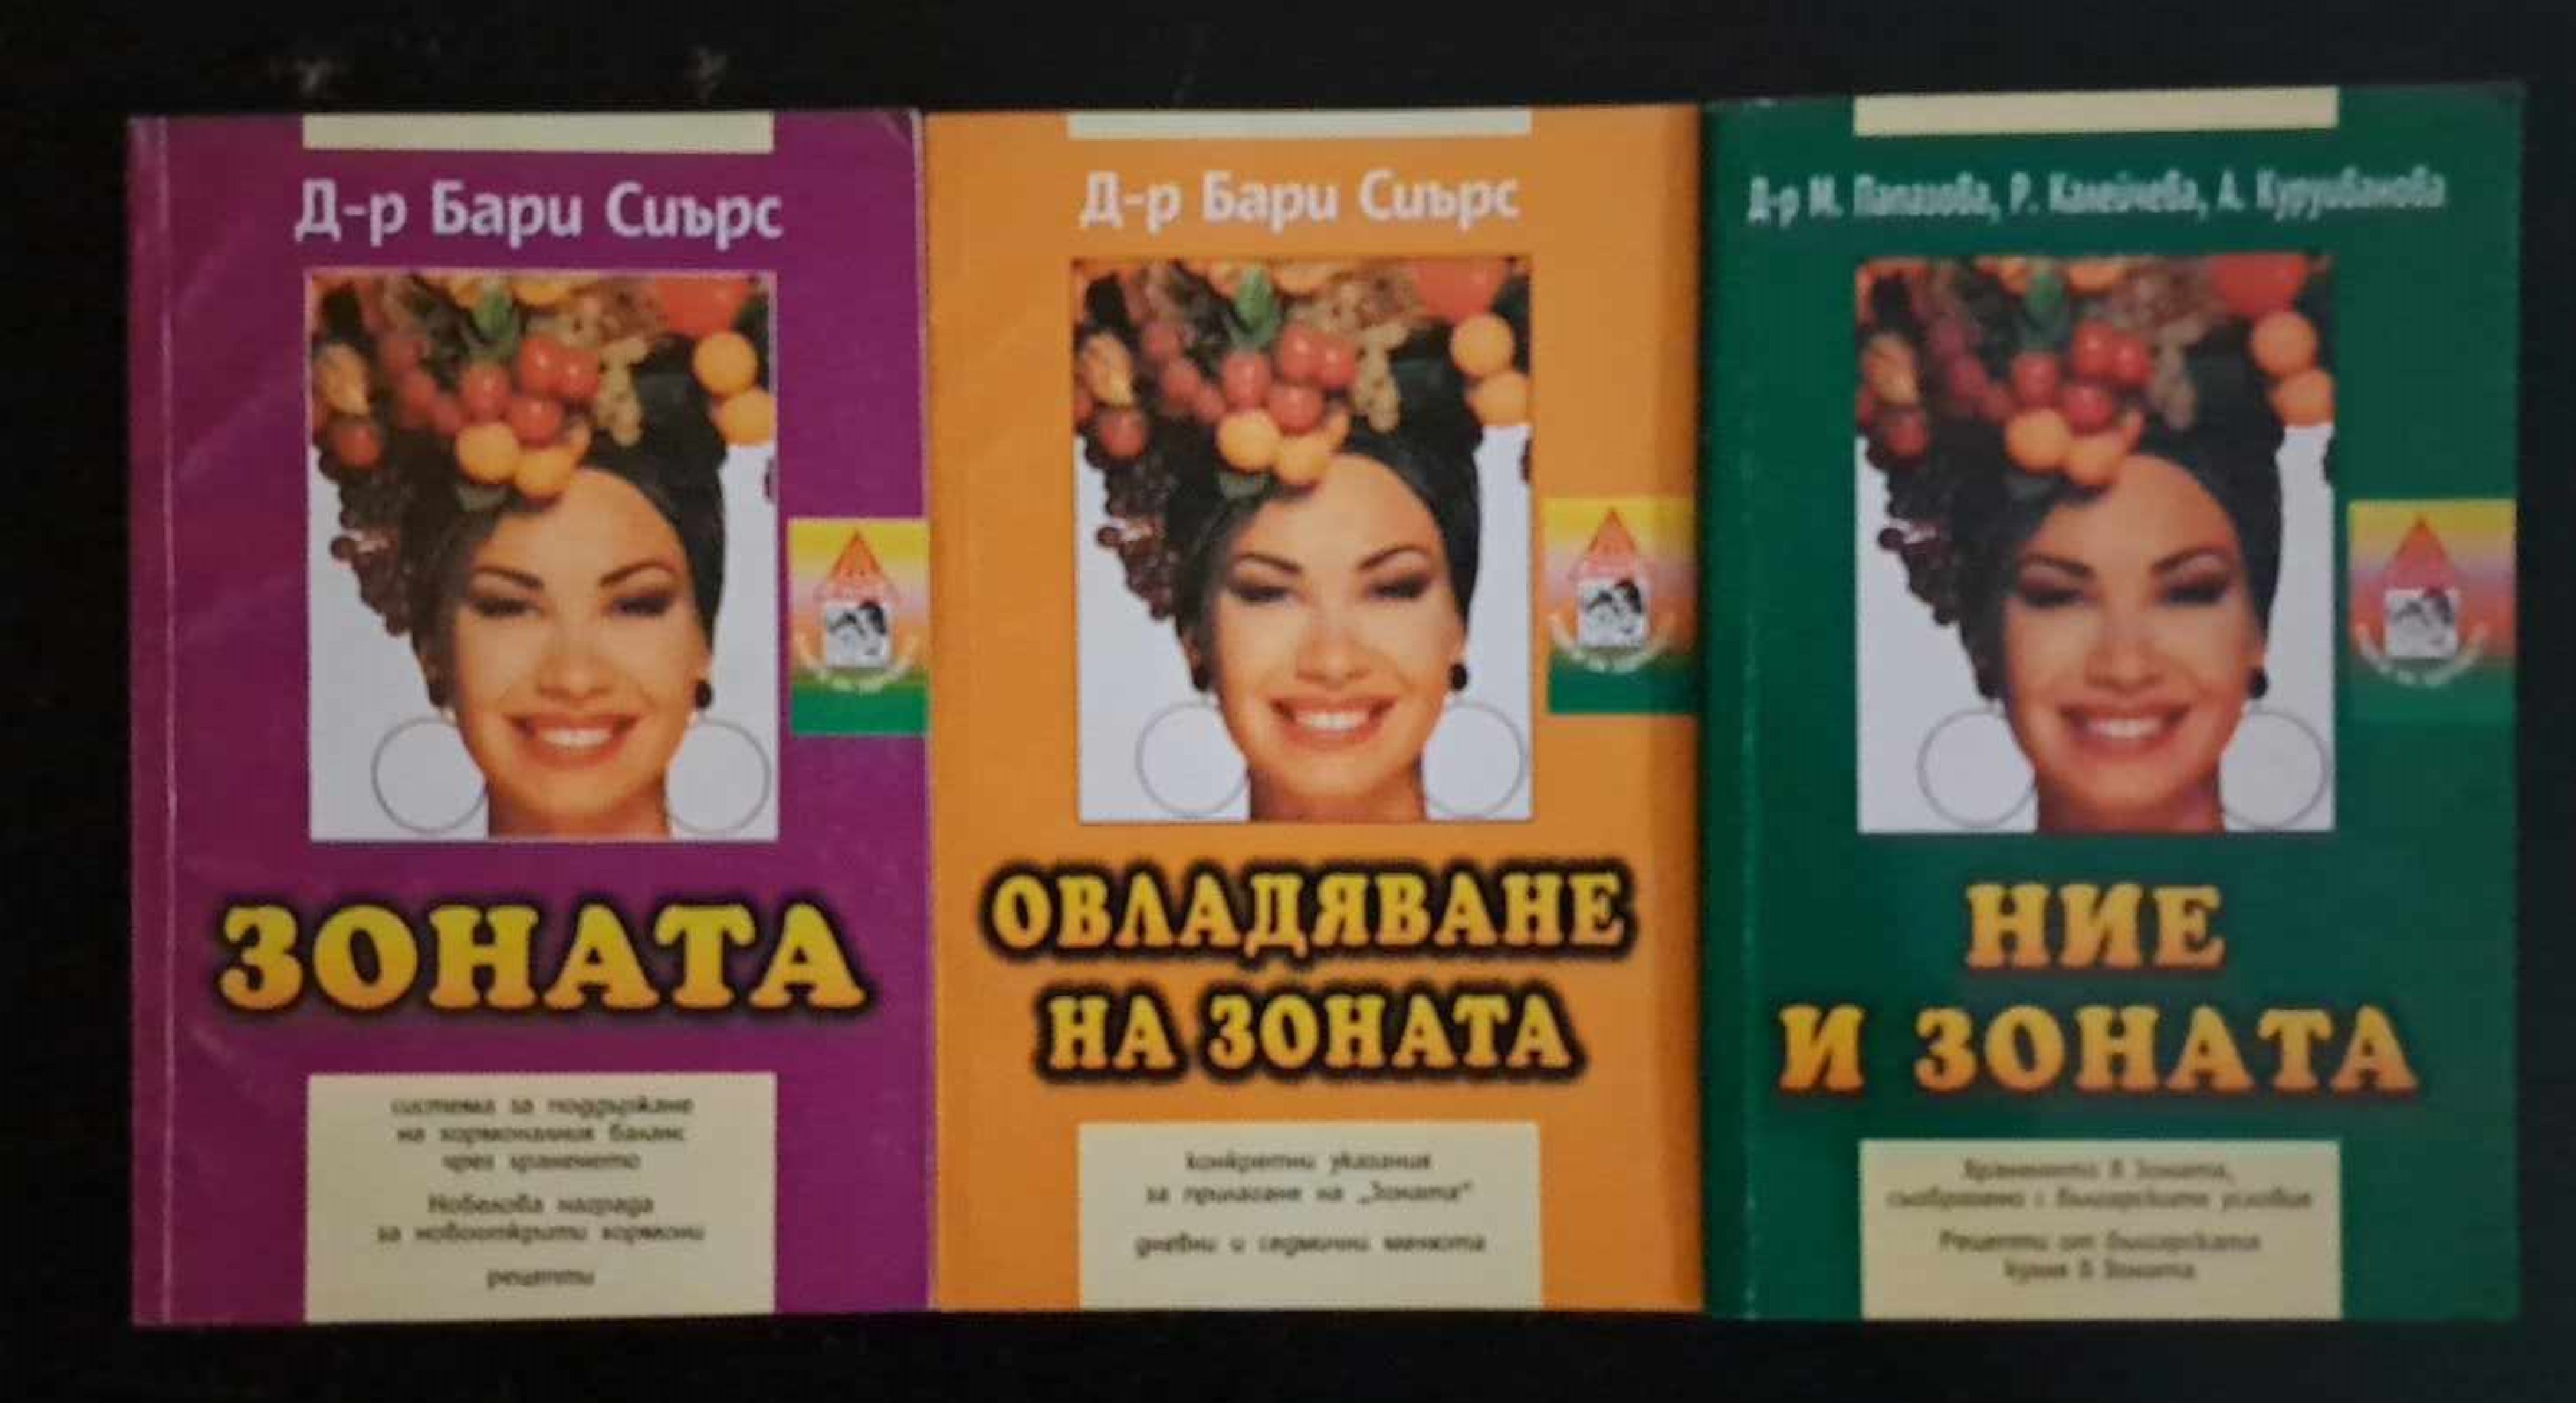 Д-р Бари Сиърс
ЗОНАТА
система за поддържане
на хормоналния баланс
чрез храненето
Нобелова награда
за новооткрити хормони
рецепти
Д-р Бари Сиърс
ОВЛАДЯВАНЕ
НА ЗОНАТА
конкретни указания
за прилагане на „Зоната“
дневни и седмични менюта
Д-р М. Папазова, Р. Калейчева, А. Курумбанова
НИЕ
И ЗОНАТА
Храненето в Зоната,
съобразено с българските условия
Рецепти от българската
кухня в Зоната